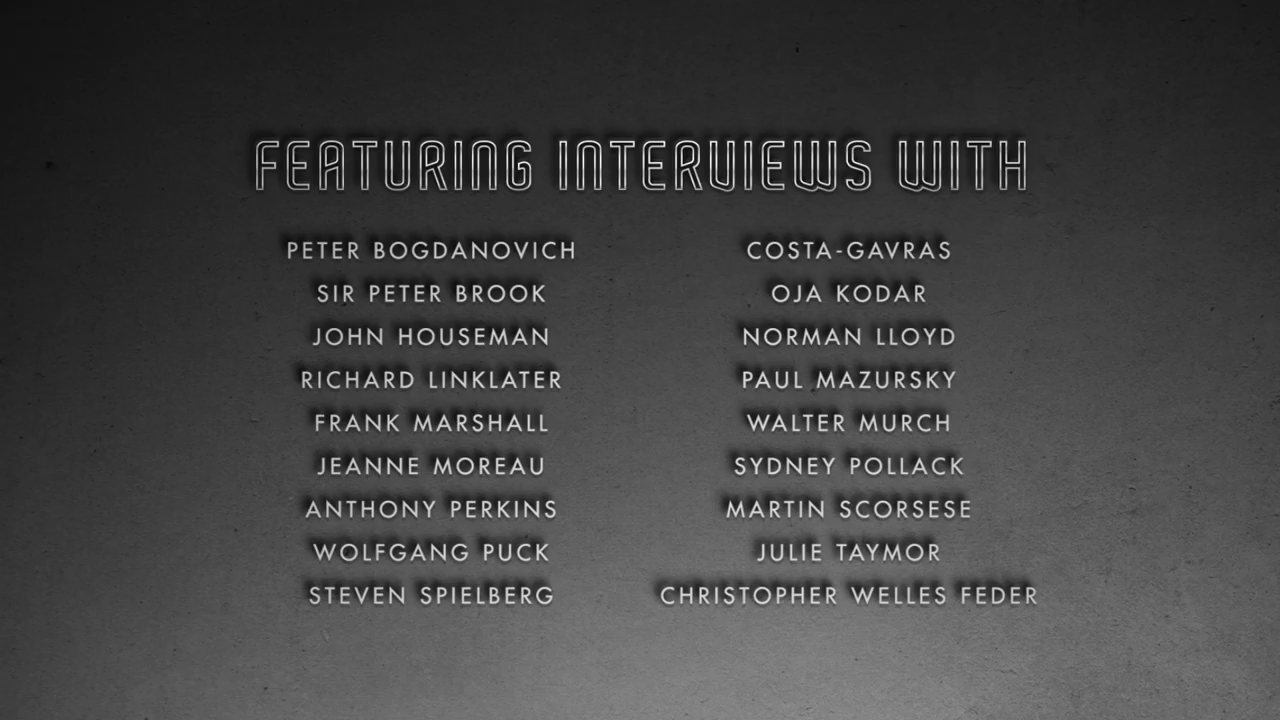 FEATURING INTERVIEWS WITH
PETER BOGDANOVICH
SIR PETER BROOK
JOHN HOUSEMAN
RICHARD LINKLATER
FRANK MARSHALL
JEANNE MOREAU
ANTHONY PERKINS
WOLFGANG PUCK
STEVEN SPIELBERG
COSTA-GAVRAS
OJA KODAR
NORMAN LLOYD
PAUL MAZURSKY
WALTER MURCH
SYDNEY POLLACK
MARTIN SCORSESE
JULIE TAYMOR
CHRISTOPHER WELLES FEDER